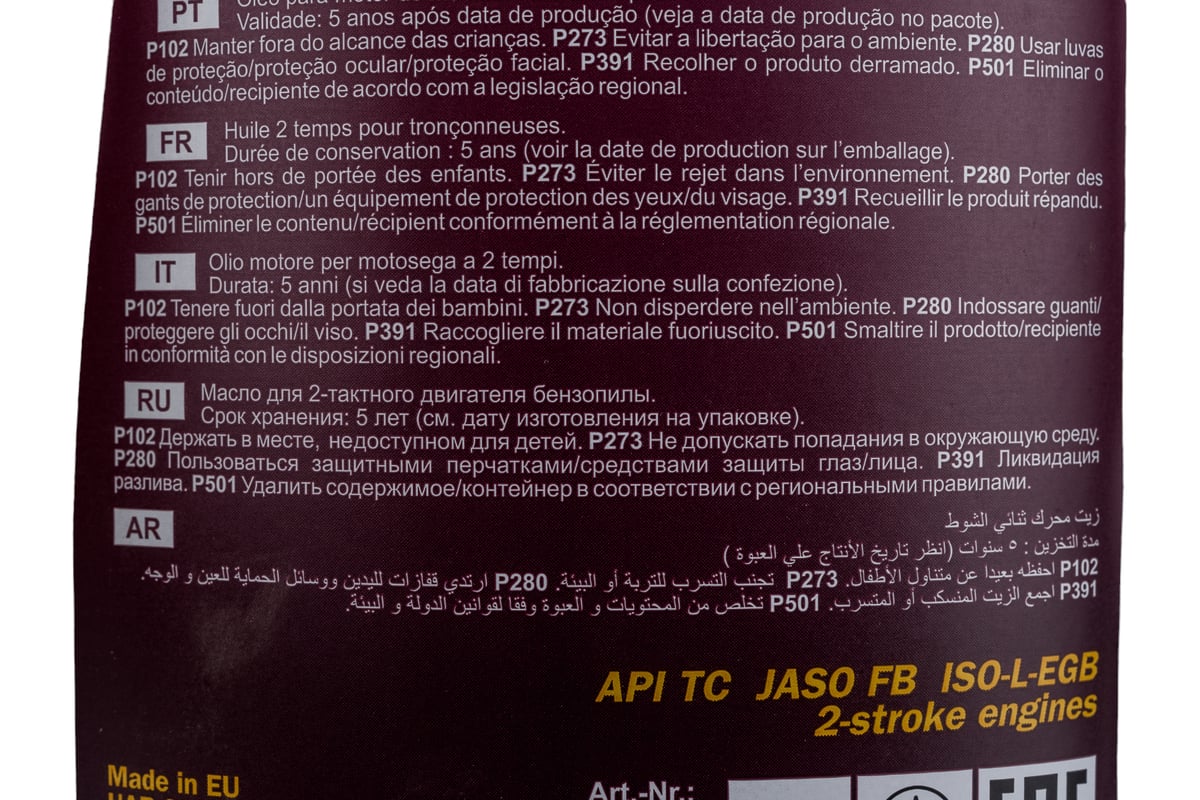 PT
Validade: 5 anos após data de produção (veja a data de produção no pacote).
P102 Manter fora do alcance das crianças. P273 Evitar a libertação para o ambiente. P280 Usar luvas
de proteção/proteção ocular/proteção facial. P391 Recolher o produto derramado. P501 Eliminar o
conteúdo/recipiente de acordo com a legislação regional.
FR
Huile 2 temps pour tronçonneuses.
Durée de conservation : 5 ans (voir la date de production sur l'emballage).
P102 Tenir hors de portée des enfants. P273 Éviter le rejet dans l'environnement. P280 Porter des
gants de protection/un équipement de protection des yeux/du visage. P391 Recueillir le produit répandu.
P501 Éliminer le contenu/récipient conformément à la réglementation régionale.
IT
Olio motore per motosega a 2 tempi.
Durata: 5 anni (si veda la data di fabbricazione sulla confezione).
P102 Tenere fuori dalla portata dei bambini. P273 Non disperdere nell'ambiente. P280 Indossare guanti/
proteggere gli occhi/il viso. P391 Raccogliere il materiale fuoriuscito. P501 Smaltire il prodotto/recipiente
in conformità con le disposizioni regionali.
RU
Масло для 2-тактного двигателя бензопилы.
Срок хранения: 5 лет (см. дату изготовления на упаковке).
P102 Держать в месте, недоступном для детей. P273 Не допускать попадания в окружающую среду.
P280 Пользоваться защитными перчатками/средствами защиты глаз/лица. P391 Ликвидация
разлива. P501 Удалить содержимое/контейнер в соответствии с региональными правилами.
AR
زيت محرك ثنائي الشوط
مدة التخزين : ٥ سنوات (انظر تاريخ الأنتاج علي العبوة )
P102 احفظه بعيدا عن متناول الأطفال. P273 تجنب التسرب للتربة أو البيئة. P280 ارتدي قفازات لليدين ووسائل الحماية للعين و الوجه.
P391 اجمع الزيت المنسكب أو المتسرب. P501 تخلص من المحتويات و العبوة وفقا لقوانين الدولة و البيئة.
API TC JASO FB ISO-L-EGB
2-stroke engines
Made in EU
Art.-Nr.: